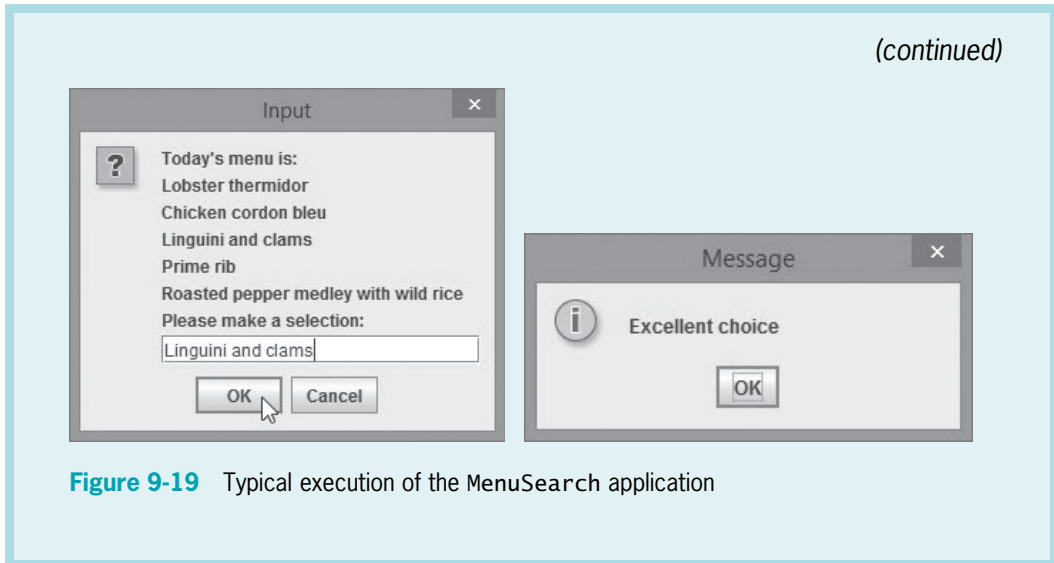 (continued)
Input
×
?
Today's menu is:
Lobster thermidor
Chicken cordon bleu
Linguini and clams
Prime rib
Roasted pepper medley with wild rice
Please make a selection:
Linguini and clams
OK Cancel
Message
×
i
Excellent choice
OK
Figure 9-19 Typical execution of the MenuSearch application